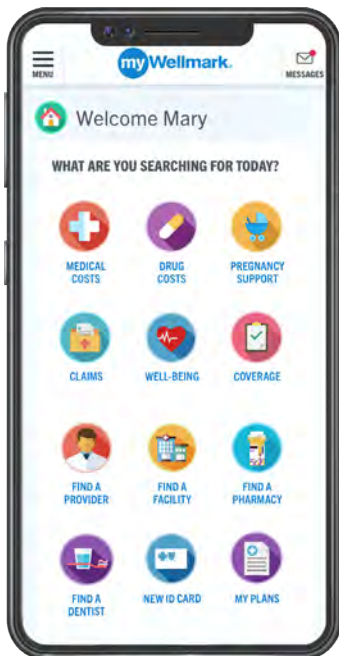 MENU
myWellmark.
MESSAGES
Welcome Mary
WHAT ARE YOU SEARCHING FOR TODAY?
MEDICAL
COSTS
DRUG
COSTS
PREGNANCY
SUPPORT
CLAIMS
WELL-BEING
COVERAGE
FIND A
PROVIDER
FIND A
FACILITY
FIND A
PHARMACY
FIND A
DENTIST
NEW ID CARD
MY PLANS